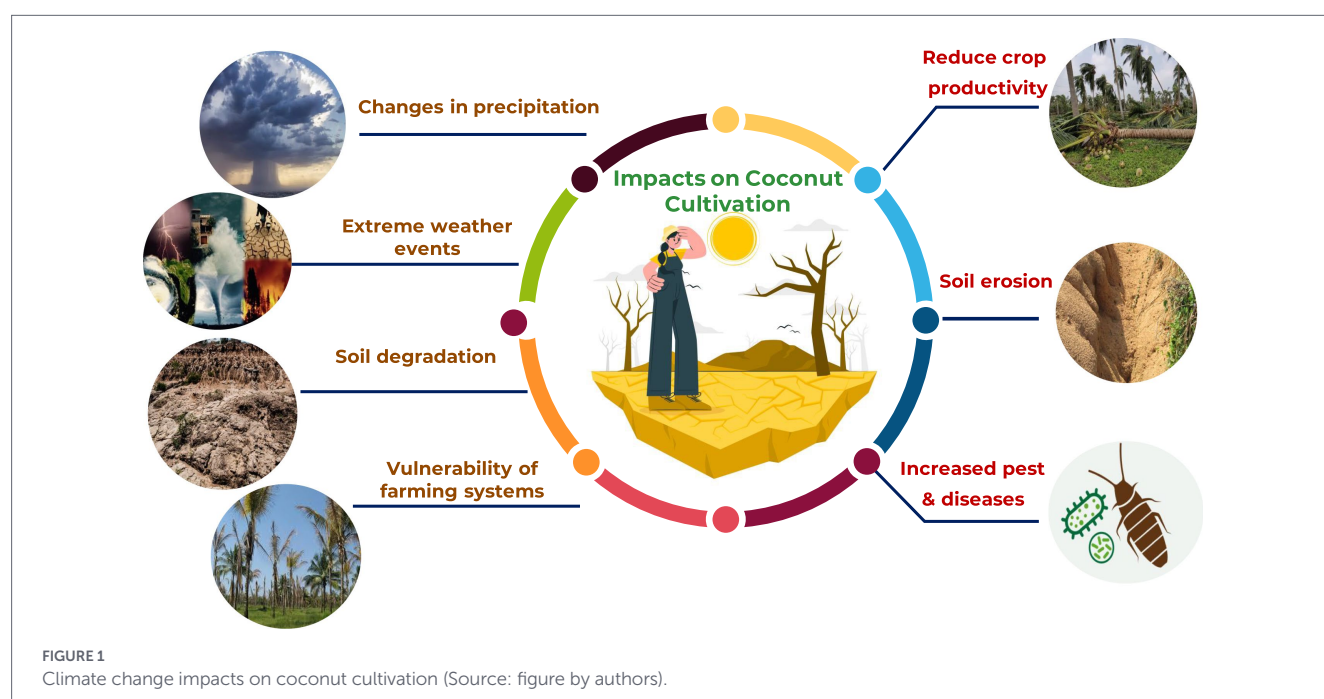 Changes in precipitation
Extreme weather
events
Soil degradation
Vulnerability of
farming systems
Impacts on Coconut
Cultivation
Reduce crop
productivity
Soil erosion
Increased pest
& diseases
FIGURE 1
Climate change impacts on coconut cultivation (Source: figure by authors).